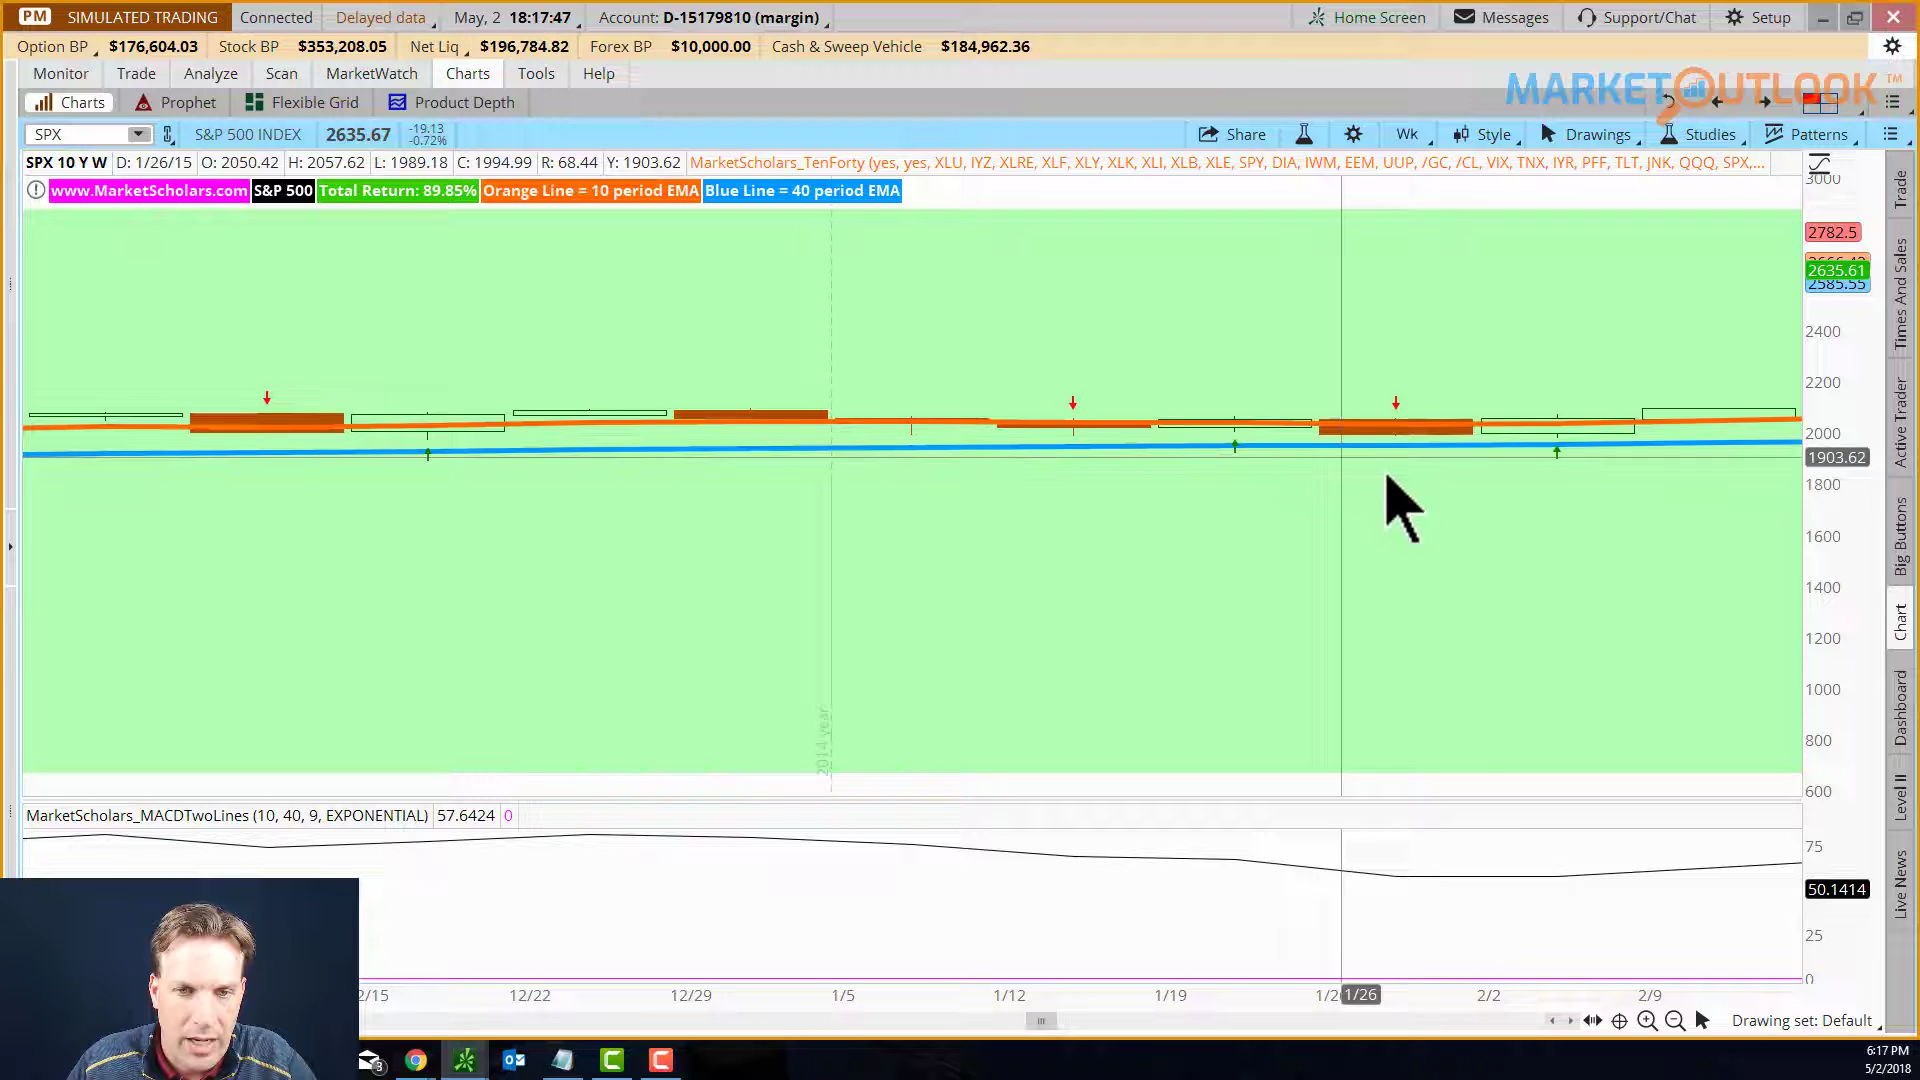 PM SIMULATED TRADING Connected Delayed data May, 2 18:17:47 Account: D-15179810 (margin) Home Screen Messages Support/Chat Setup
Option BP $176,604.03 Stock BP $353,208.05 Net Liq $196,784.82 Forex BP $10,000.00 Cash & Sweep Vehicle $184,962.36
Monitor Trade Analyze Scan MarketWatch Charts Tools Help
MARKETOUTLOOK TM
Charts Prophet Flexible Grid Product Depth
SPX S&P 500 INDEX 2635.67 -19.13 -0.72% Share Wk Style Drawings Studies Patterns
SPX 10 Y W D: 1/26/15 O: 2050.42 H: 2057.62 L: 1989.18 C: 1994.99 R: 68.44 Y: 1903.62 MarketScholars_TenForty (yes, yes, XLU, IYZ, XLRE, XLF, XLY, XLK, XLI, XLB, XLE, SPY, DIA, IWM, EEM, UUP, /GC, /CL, VIX, TNX, IYR, PFF, TLT, JNK, QQQ, SPX,...
www.MarketScholars.com S&P 500 Total Return: 89.85% Orange Line = 10 period EMA Blue Line = 40 period EMA
3000
2782.5
2635.61
2585.55
2400
2200
2000
1903.62
1800
1600
1400
1200
1000
800
600
2014 year
Trade
Times And Sales
Active Trader
Big Buttons
Chart
Dashboard
Level II
Live News
MarketScholars_MACDTwoLines (10, 40, 9, EXPONENTIAL) 57.6424 0
75
50.1414
25
0
2/15 12/22 12/29 1/5 1/12 1/19 1/2 1/26 2/2 2/9
Drawing set: Default
3
6:17 PM
5/2/2018